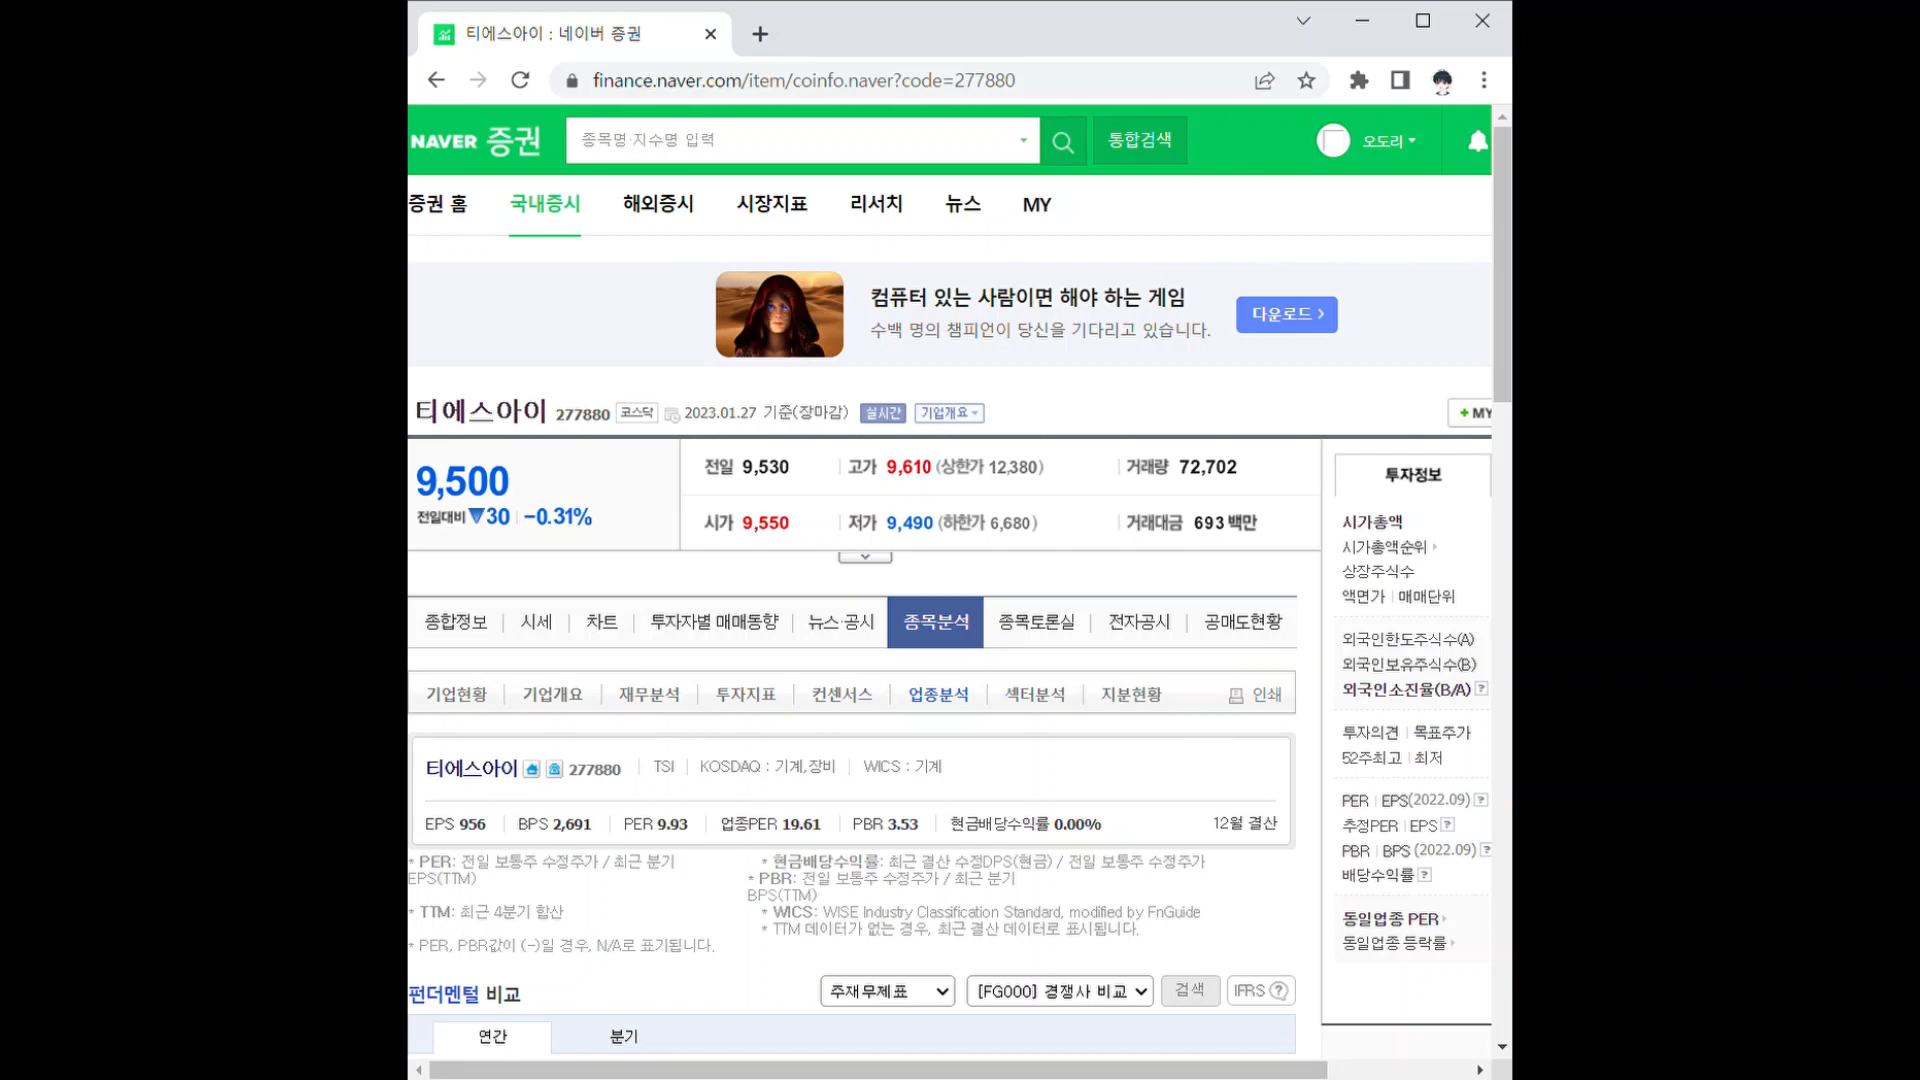 티에스아이 : 네이버 증권
finance.naver.com/item/coinfo.naver?code=277880
NAVER 증권 종목명·지수명 입력 통합검색 오도리
증권 홈 국내증시 해외증시 시장지표 리서치 뉴스 MY
컴퓨터 있는 사람이면 해야 하는 게임
수백 명의 챔피언이 당신을 기다리고 있습니다.
다운로드
티에스아이 277880 코스닥 2023.01.27 기준(장마감) 실시간 기업개요 + MY
9,500
전일대비 ▼30 -0.31%
전일 9,530 고가 9,610 (상한가 12,380) 거래량 72,702
시가 9,550 저가 9,490 (하한가 6,680) 거래대금 693 백만
종합정보 시세 차트 투자자별 매매동향 뉴스·공시 종목분석 종목토론실 전자공시 공매도현황
기업현황 기업개요 재무분석 투자지표 컨센서스 업종분석 섹터분석 지분현황 인쇄
티에스아이 277880 TSI KOSDAQ : 기계,장비 WICS : 기계
EPS 956 BPS 2,691 PER 9.93 업종PER 19.61 PBR 3.53 현금배당수익률 0.00% 12월 결산
* PER: 전일 보통주 수정주가 / 최근 분기
EPS(TTM)
* TTM: 최근 4분기 합산
* PER, PBR값이 (-)일 경우, N/A로 표기됩니다.
* 현금배당수익률: 최근 결산 수정DPS(현금) / 전일 보통주 수정주가
* PBR: 전일 보통주 수정주가 / 최근 분기
BPS(TTM)
* WICS: WISE Industry Classification Standard, modified by FnGuide
* TTM 데이터가 없는 경우, 최근 결산 데이터로 표시됩니다.
펀더멘털 비교 주재무제표 [FG000] 경쟁사 비교 검색 IFRS ?
연간 분기
투자정보
시가총액
시가총액순위
상장주식수
액면가 매매단위
외국인한도주식수(A)
외국인보유주식수(B)
외국인소진율(B/A) ?
투자의견 목표주가
52주최고 최저
PER EPS(2022.09) ?
추정PER EPS ?
PBR BPS (2022.09) ?
배당수익률 ?
동일업종 PER
동일업종 등락률